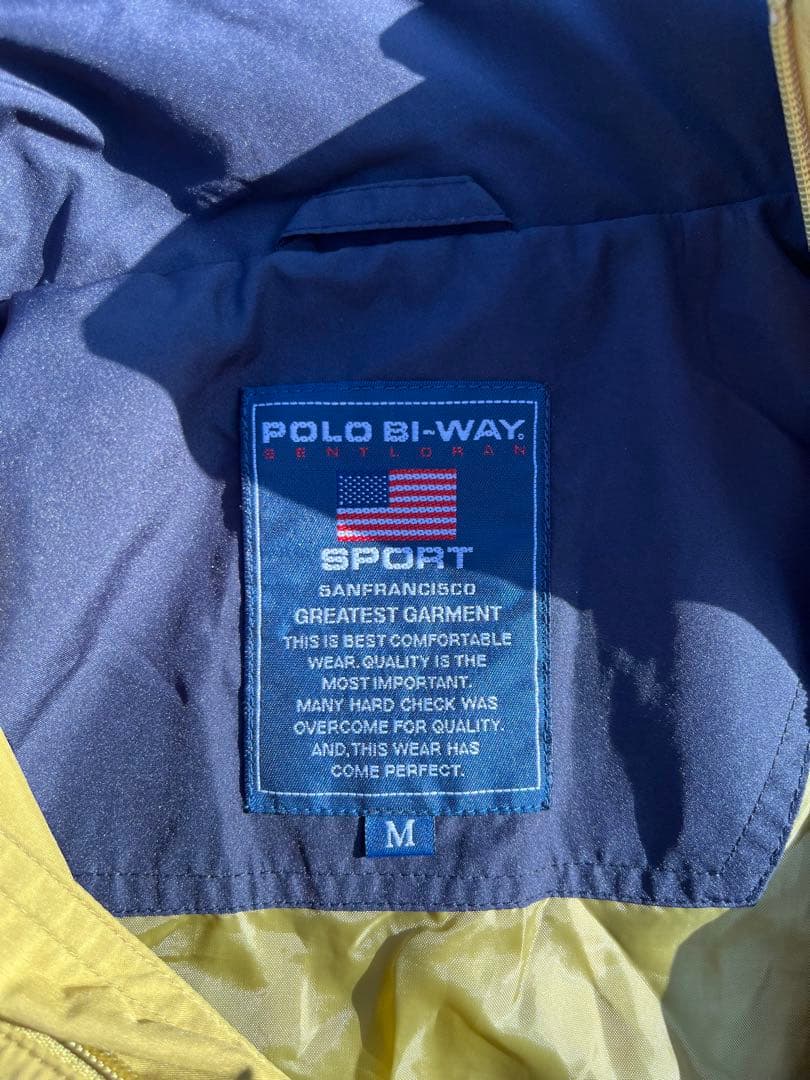 POLO BI-WAY.
SENTLORAN
SPORT
SANFRANCISCO
GREATEST GARMENT
THIS IS BEST COMFORTABLE
WEAR. QUALITY IS THE
MOST IMPORTANT.
MANY HARD CHECK WAS
OVERCOME FOR QUALITY.
AND, THIS WEAR HAS
COME PERFECT.
M